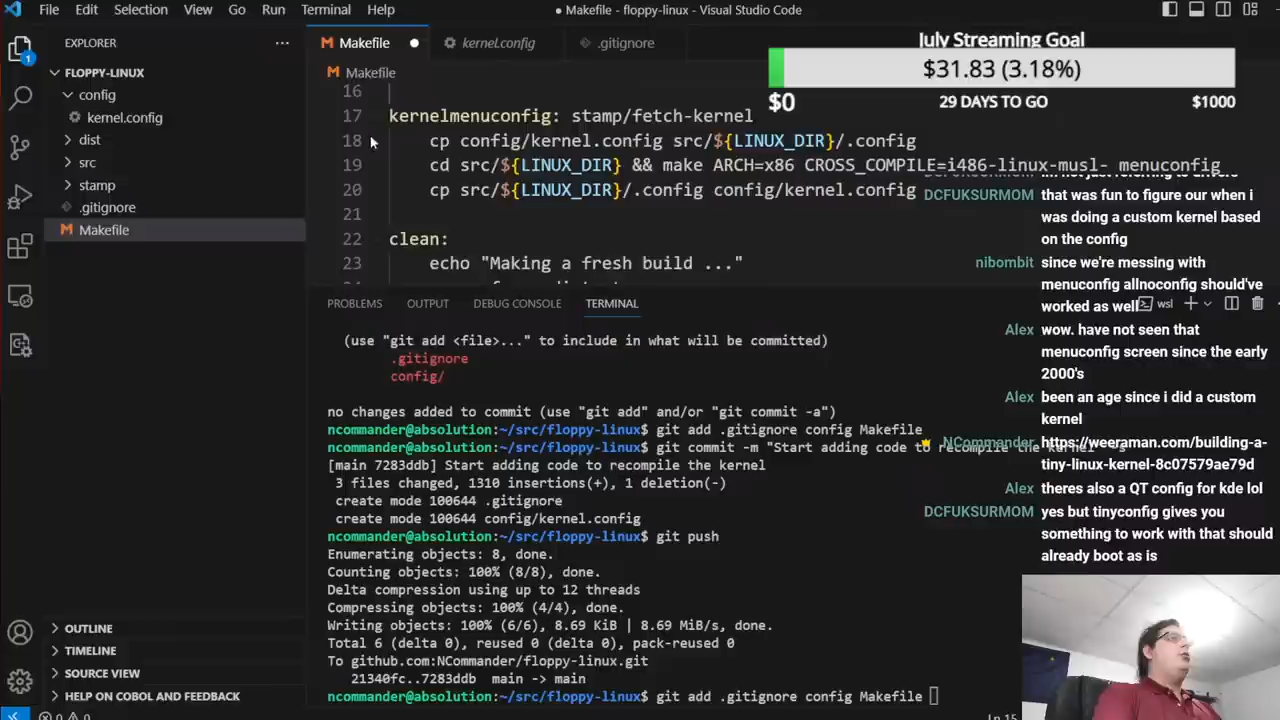 File Edit Selection View Go Run Terminal Help
● Makefile - floppy-linux - Visual Studio Code
EXPLORER ...
1
FLOPPY-LINUX
config
kernel.config
dist
src
stamp
.gitignore
Makefile
OUTLINE
TIMELINE
SOURCE VIEW
HELP ON COBOL AND FEEDBACK
0 0
Makefile ● kernel.config .gitignore
Makefile
16
17 kernelmenuconfig: stamp/fetch-kernel
18 cp config/kernel.config src/${LINUX_DIR}/.config
19 cd src/${LINUX_DIR} && make ARCH=x86 CROSS_COMPILE=i486-linux-musl- menuconfig
20 cp src/${LINUX_DIR}/.config config/kernel.config
21
22 clean:
23 echo "Making a fresh build ..."
PROBLEMS OUTPUT DEBUG CONSOLE TERMINAL
wsl
(use "git add <file>..." to include in what will be committed)
.gitignore
config/
no changes added to commit (use "git add" and/or "git commit -a")
ncommander@absolution:~/src/floppy-linux$ git add .gitignore config Makefile
ncommander@absolution:~/src/floppy-linux$ git commit -m "Start adding code to recompile the kernel" -s
[main 7283ddb] Start adding code to recompile the kernel
3 files changed, 1310 insertions(+), 1 deletion(-)
create mode 100644 .gitignore
create mode 100644 config/kernel.config
ncommander@absolution:~/src/floppy-linux$ git push
Enumerating objects: 8, done.
Counting objects: 100% (8/8), done.
Delta compression using up to 12 threads
Compressing objects: 100% (4/4), done.
Writing objects: 100% (6/6), 8.69 KiB | 8.69 MiB/s, done.
Total 6 (delta 0), reused 0 (delta 0), pack-reused 0
To github.com:NCommander/floppy-linux.git
21340fc..7283ddb main -> main
ncommander@absolution:~/src/floppy-linux$ git add .gitignore config Makefile
July Streaming Goal
$31.83 (3.18%)
$0 29 DAYS TO GO $1000
DCFUKSURMOM that was fun to figure our when i
was doing a custom kernel based
on the config
nibombit since we're messing with
menuconfig allnoconfig should've
worked as well
Alex wow. have not seen that
menuconfig screen since the early
2000's
Alex been an age since i did a custom
kernel
NCommander https://weeraman.com/building-a-
tiny-linux-kernel-8c07579ae79d
Alex theres also a QT config for kde lol
DCFUKSURMOM yes but tinyconfig gives you
something to work with that should
already boot as is